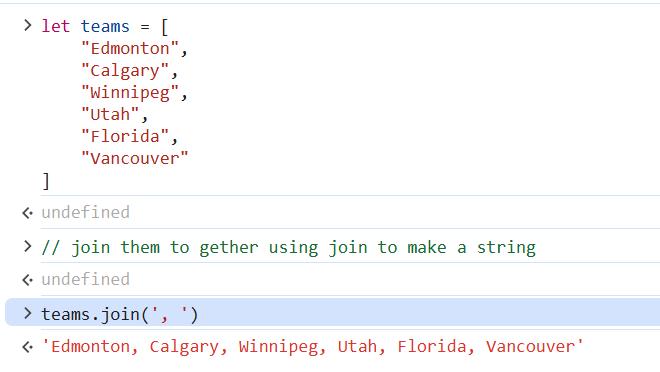 let teams = [
    "Edmonton",
    "Calgary",
    "Winnipeg",
    "Utah",
    "Florida",
    "Vancouver"
]
undefined
// join them to gether using join to make a string
undefined
teams.join(', ')
'Edmonton, Calgary, Winnipeg, Utah, Florida, Vancouver'